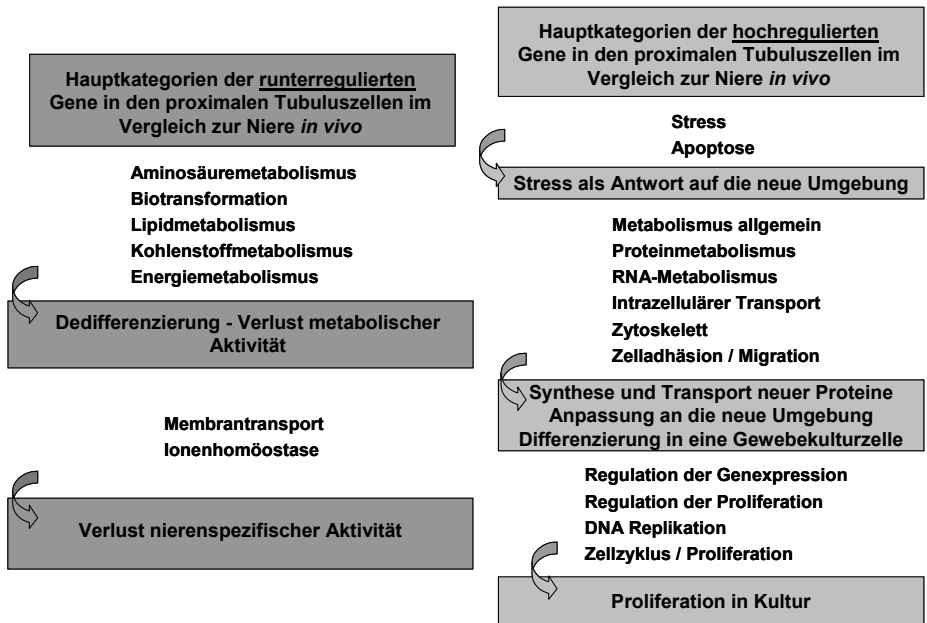 Hauptkategorien der runterregulierten
Gene in den proximalen Tubuluszellen im
Vergleich zur Niere in vivo
Aminosäuremetabolismus
Biotransformation
Lipidmetabolismus
Kohlenstoffmetabolismus
Energiemetabolismus
Dedifferenzierung - Verlust metabolischer
Aktivität
Membrantransport
Ionenhomöostase
Verlust nierenspezifischer Aktivität
Hauptkategorien der hochregulierten
Gene in den proximalen Tubuluszellen im
Vergleich zur Niere in vivo
Stress
Apoptose
Stress als Antwort auf die neue Umgebung
Metabolismus allgemein
Proteinmetabolismus
RNA-Metabolismus
Intrazellulärer Transport
Zytoskelett
Zelladhäsion / Migration
Synthese und Transport neuer Proteine
Anpassung an die neue Umgebung
Differenzierung in eine Gewebekulturzelle
Regulation der Genexpression
Regulation der Proliferation
DNA Replikation
Zellzyklus / Proliferation
Proliferation in Kultur